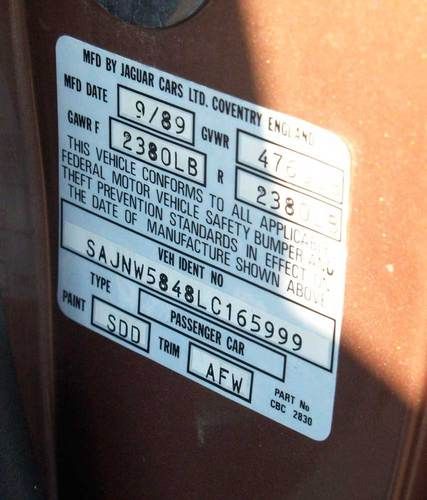 MFD BY JAGUAR CARS LTD. COVENTRY ENGLAND
MFD DATE 9/89 GVWR
GAWR F 2380LB R 2380LB
THIS VEHICLE CONFORMS TO ALL APPLICABLE
FEDERAL MOTOR VEHICLE SAFETY BUMPER AND
THEFT PREVENTION STANDARDS IN EFFECT ON
THE DATE OF MANUFACTURE SHOWN ABOVE
VEH IDENT NO
SAJNW5848LC165999
TYPE PASSENGER CAR
PAINT SDD TRIM AFW
PART No
CBC 2830